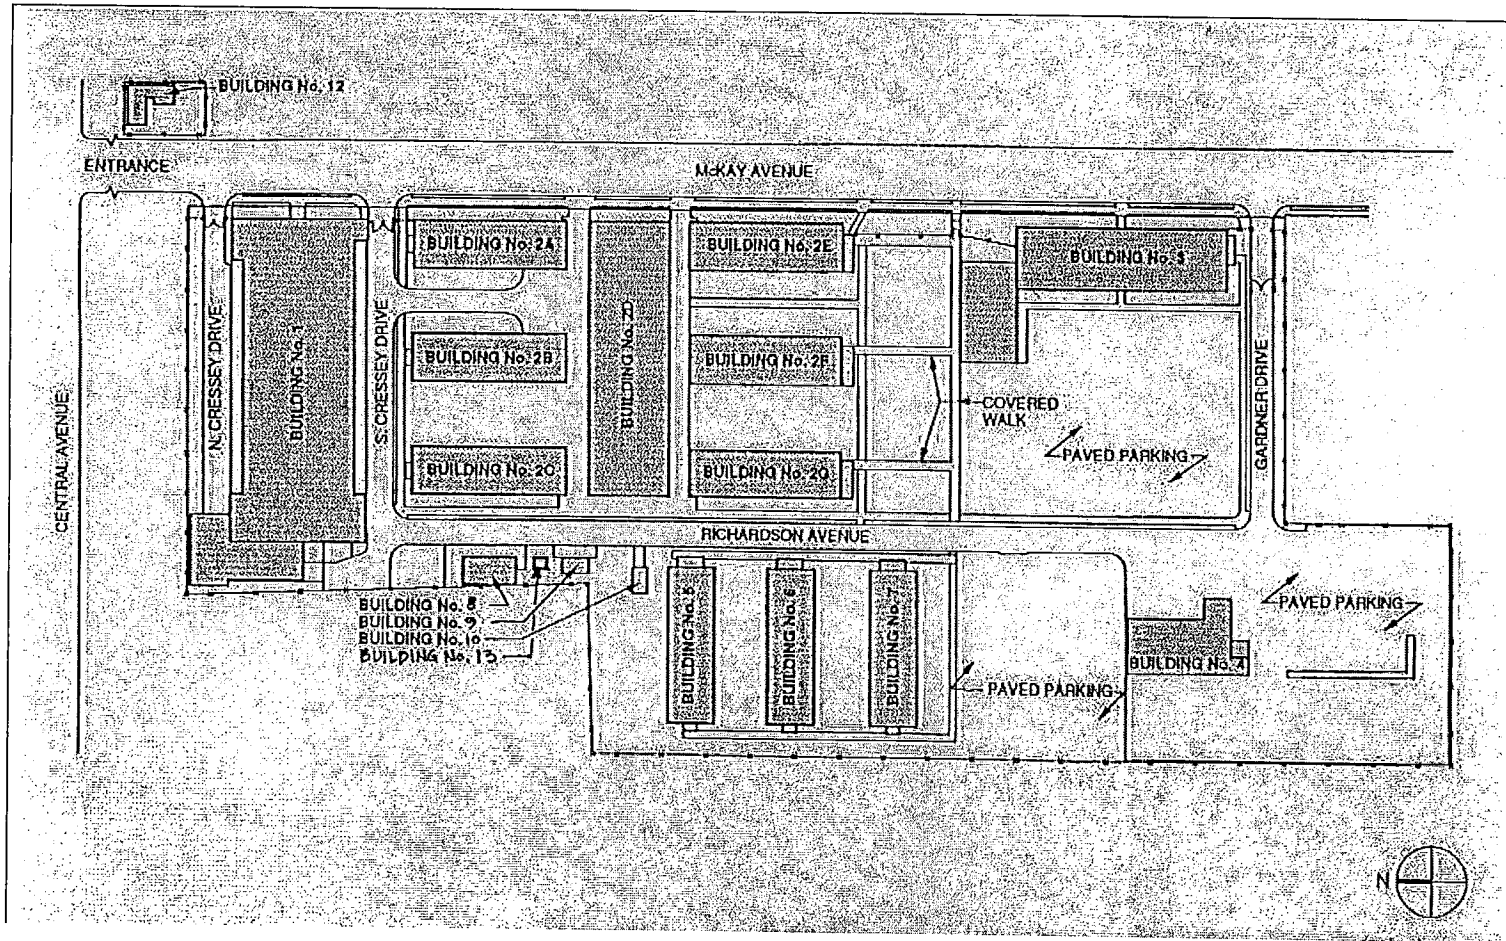 BUILDING No. 12
ENTRANCE
McKAY AVENUE
BUILDING No. 2A
BUILDING No. 2E
BUILDING No. 3
N. CRESSEY DRIVE
BUILDING No. 1
S. CRESSEY DRIVE
BUILDING No. 2D
BUILDING No. 2B
BUILDING No. 2F
COVERED
WALK
GARDNER DRIVE
CENTRAL AVENUE
BUILDING No. 2C
BUILDING No. 2G
PAVED PARKING
RICHARDSON AVENUE
BUILDING No. 8
BUILDING No. 9
BUILDING No. 10
BUILDING No. 13
BUILDING No. 5
BUILDING No. 6
BUILDING No. 7
PAVED PARKING
BUILDING No. 4
PAVED PARKING
N